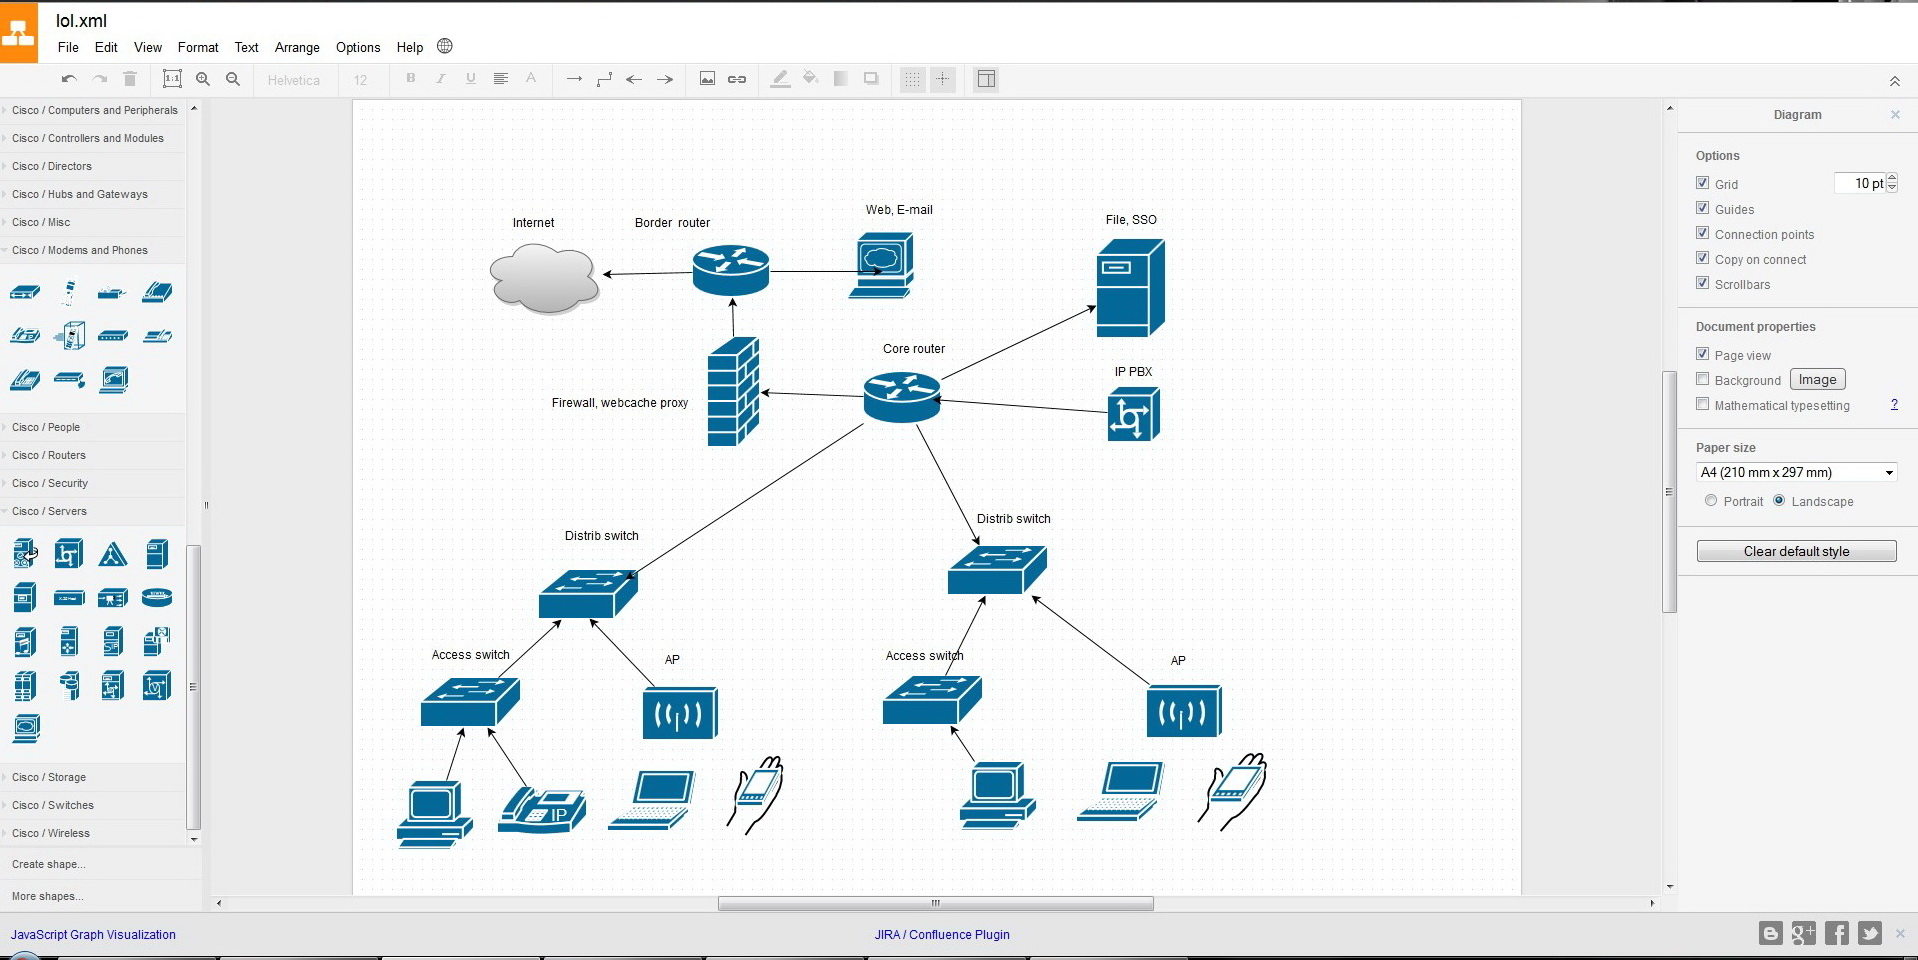 lol.xml
File Edit View Format Text Arrange Options Help
1:1 Helvetica 12 B I U A
Cisco / Computers and Peripherals
Cisco / Controllers and Modules
Cisco / Directors
Cisco / Hubs and Gateways
Cisco / Misc
Cisco / Modems and Phones
Cisco / People
Cisco / Routers
Cisco / Security
Cisco / Servers
Cisco / Storage
Cisco / Switches
Cisco / Wireless
Create shape...
More shapes...
Internet
Border router
Web, E-mail
File, SSO
Core router
IP PBX
Firewall, webcache proxy
Distrib switch
Distrib switch
Access switch
AP
Access switch
AP
IP
Diagram
Options
Grid 10 pt
Guides
Connection points
Copy on connect
Scrollbars
Document properties
Page view
Background Image
Mathematical typesetting ?
Paper size
A4 (210 mm x 297 mm)
Portrait Landscape
Clear default style
JavaScript Graph Visualization
JIRA / Confluence Plugin